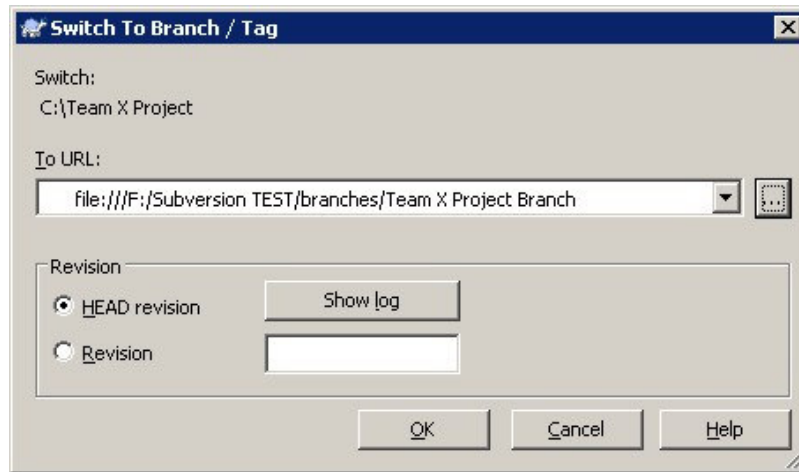 Switch To Branch / Tag
Switch:
C:\Team X Project
To URL:
file:///F:/Subversion TEST/branches/Team X Project Branch
...
Revision
HEAD revision
Show log
Revision
OK Cancel Help